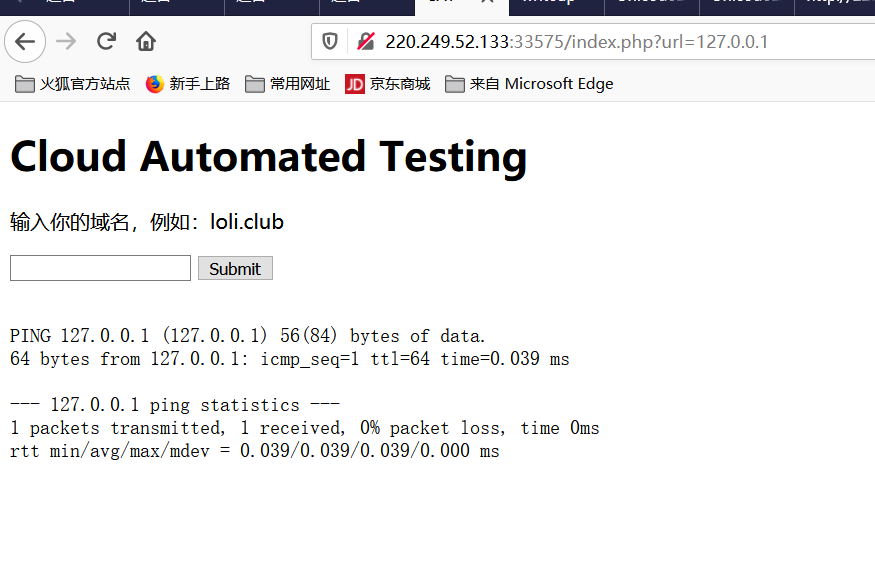 220.249.52.133:33575/index.php?url=127.0.0.1
火狐官方站点 新手上路 常用网址 JD 京东商城 来自 Microsoft Edge
Cloud Automated Testing
输入你的域名，例如：loli.club
Submit
PING 127.0.0.1 (127.0.0.1) 56(84) bytes of data.
64 bytes from 127.0.0.1: icmp_seq=1 ttl=64 time=0.039 ms
--- 127.0.0.1 ping statistics ---
1 packets transmitted, 1 received, 0% packet loss, time 0ms
rtt min/avg/max/mdev = 0.039/0.039/0.039/0.000 ms